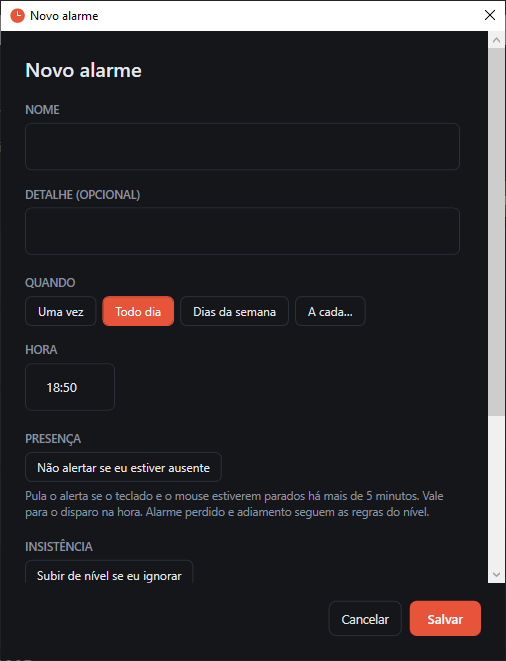 Novo alarme
Novo alarme
NOME
DETALHE (OPCIONAL)
QUANDO
Uma vez
Todo dia
Dias da semana
A cada...
HORA
18:50
PRESENÇA
Não alertar se eu estiver ausente
Pula o alerta se o teclado e o mouse estiverem parados há mais de 5 minutos. Vale
para o disparo na hora. Alarme perdido e adiamento seguem as regras do nível.
INSISTÊNCIA
Subir de nível se eu ignorar
Cancelar
Salvar